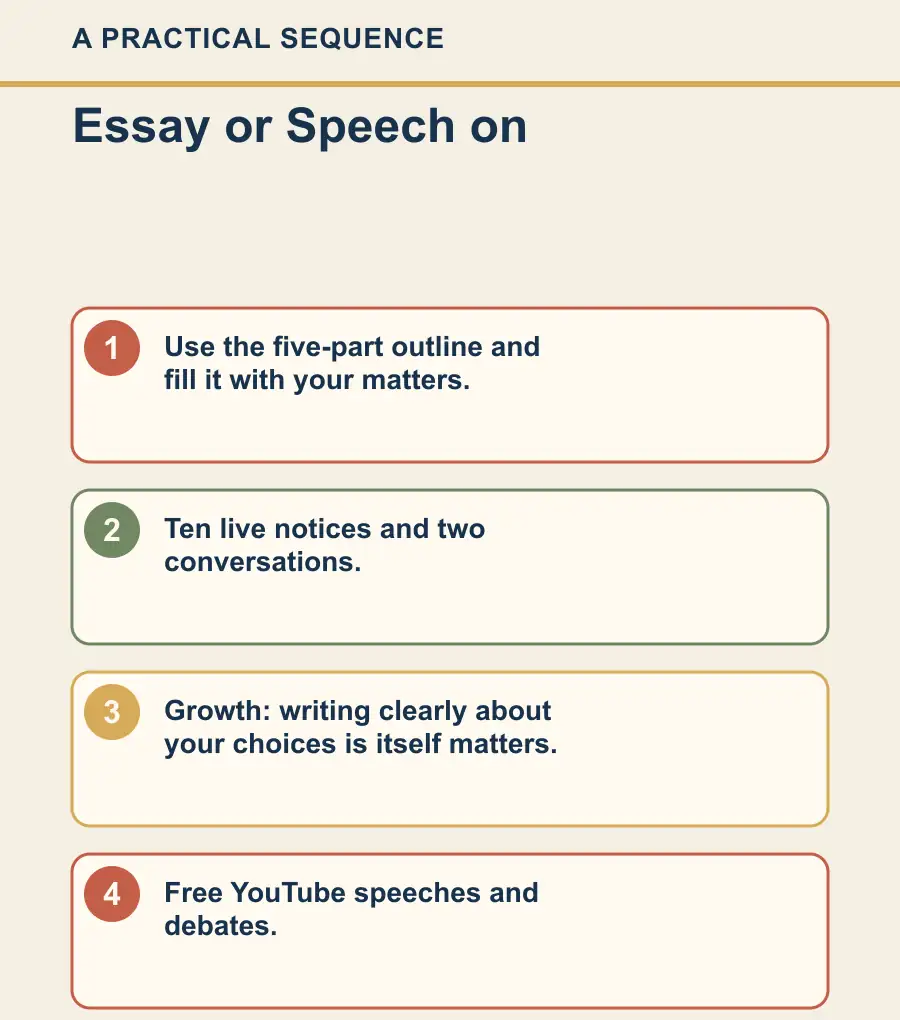 A PRACTICAL SEQUENCE
Essay or Speech on
1
Use the five-part outline and
fill it with your matters.
2
Ten live notices and two
conversations.
3
Growth: writing clearly about
your choices is itself matters.
4
Free YouTube speeches and
debates.